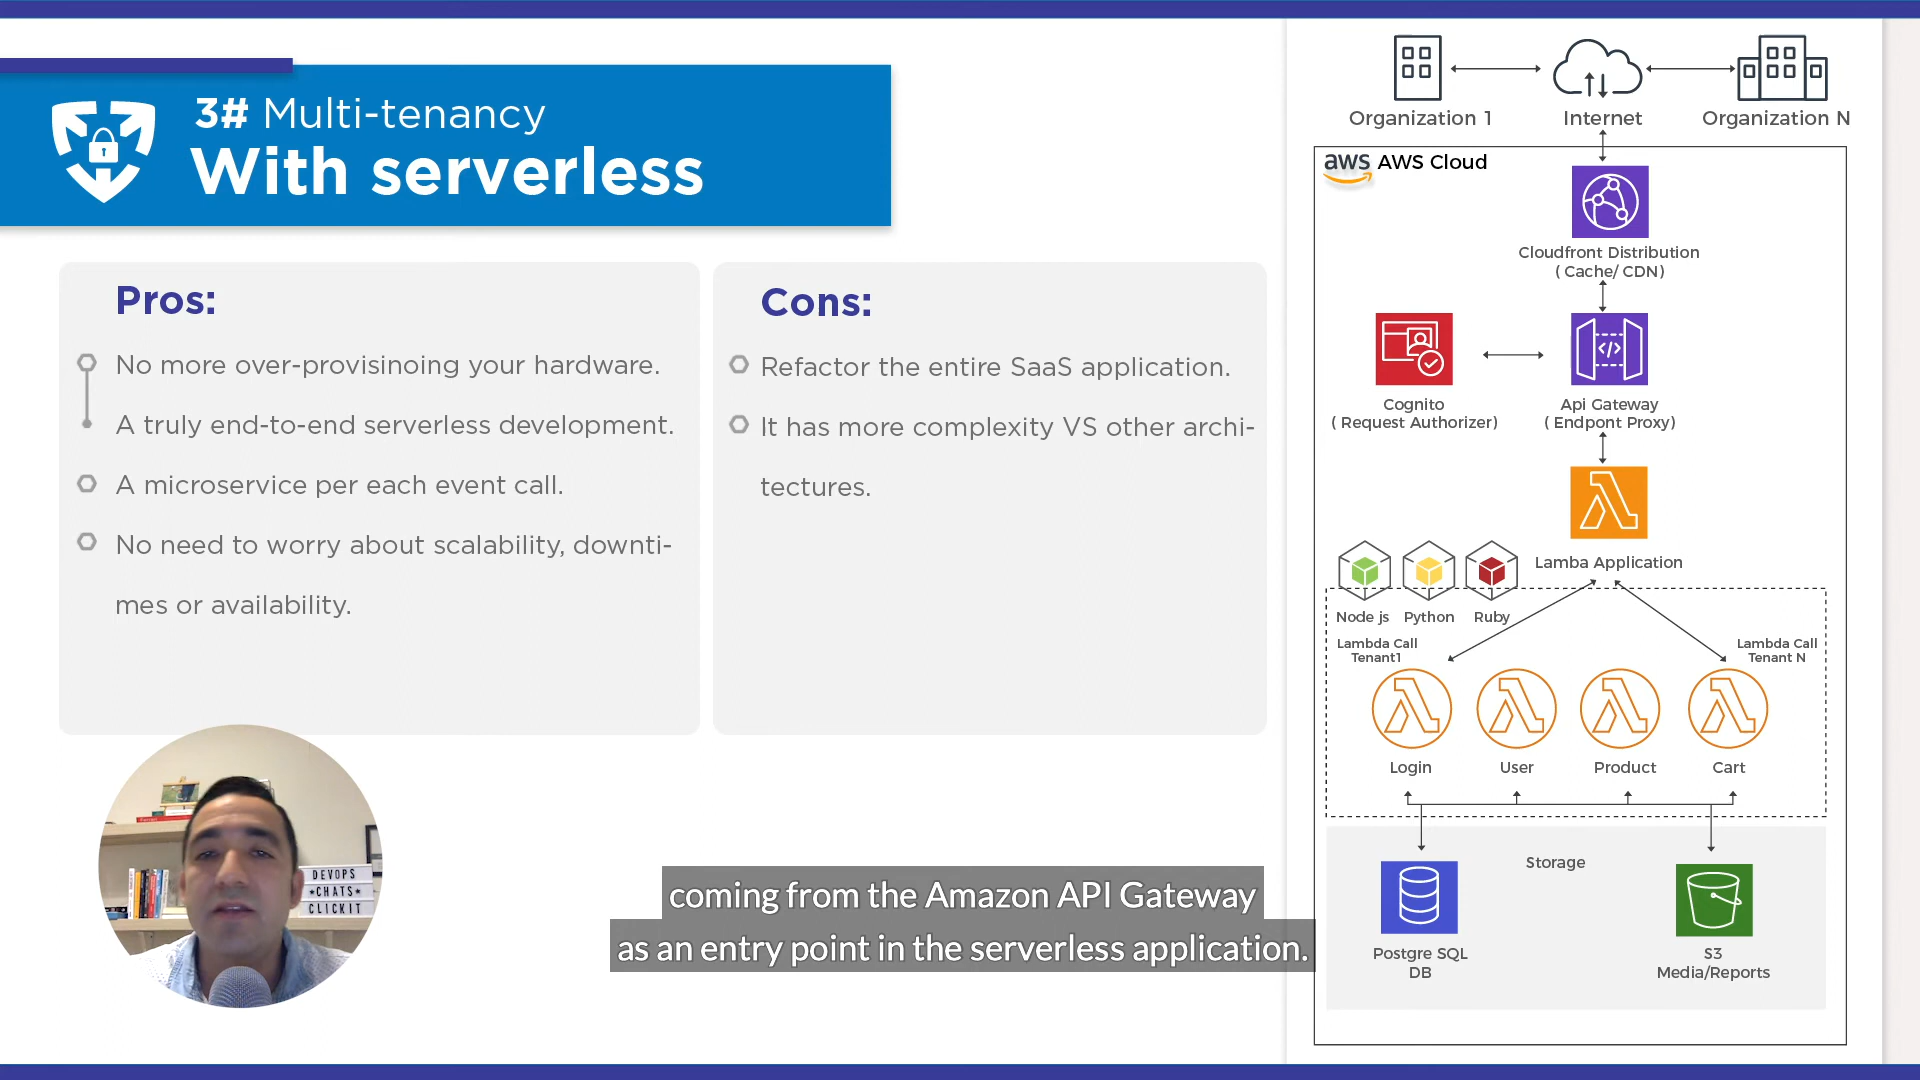 3# Multi-tenancy
With serverless
Pros:
No more over-provisinoing your hardware.
A truly end-to-end serverless development.
A microservice per each event call.
No need to worry about scalability, downti-
mes or availability.
Cons:
Refactor the entire SaaS application.
It has more complexity VS other archi-
tectures.
DEVOPS
★CHATS★
CLICKIT
coming from the Amazon API Gateway
as an entry point in the serverless application.
Organization 1
Internet
Organization N
aws AWS Cloud
Cloudfront Distribution
( Cache/ CDN)
Cognito
( Request Authorizer)
Api Gateway
( Endpont Proxy)
Lamba Application
Node js
Python
Ruby
Lambda Call
Tenant1
Lambda Call
Tenant N
Login
User
Product
Cart
Storage
Postgre SQL
DB
S3
Media/Reports